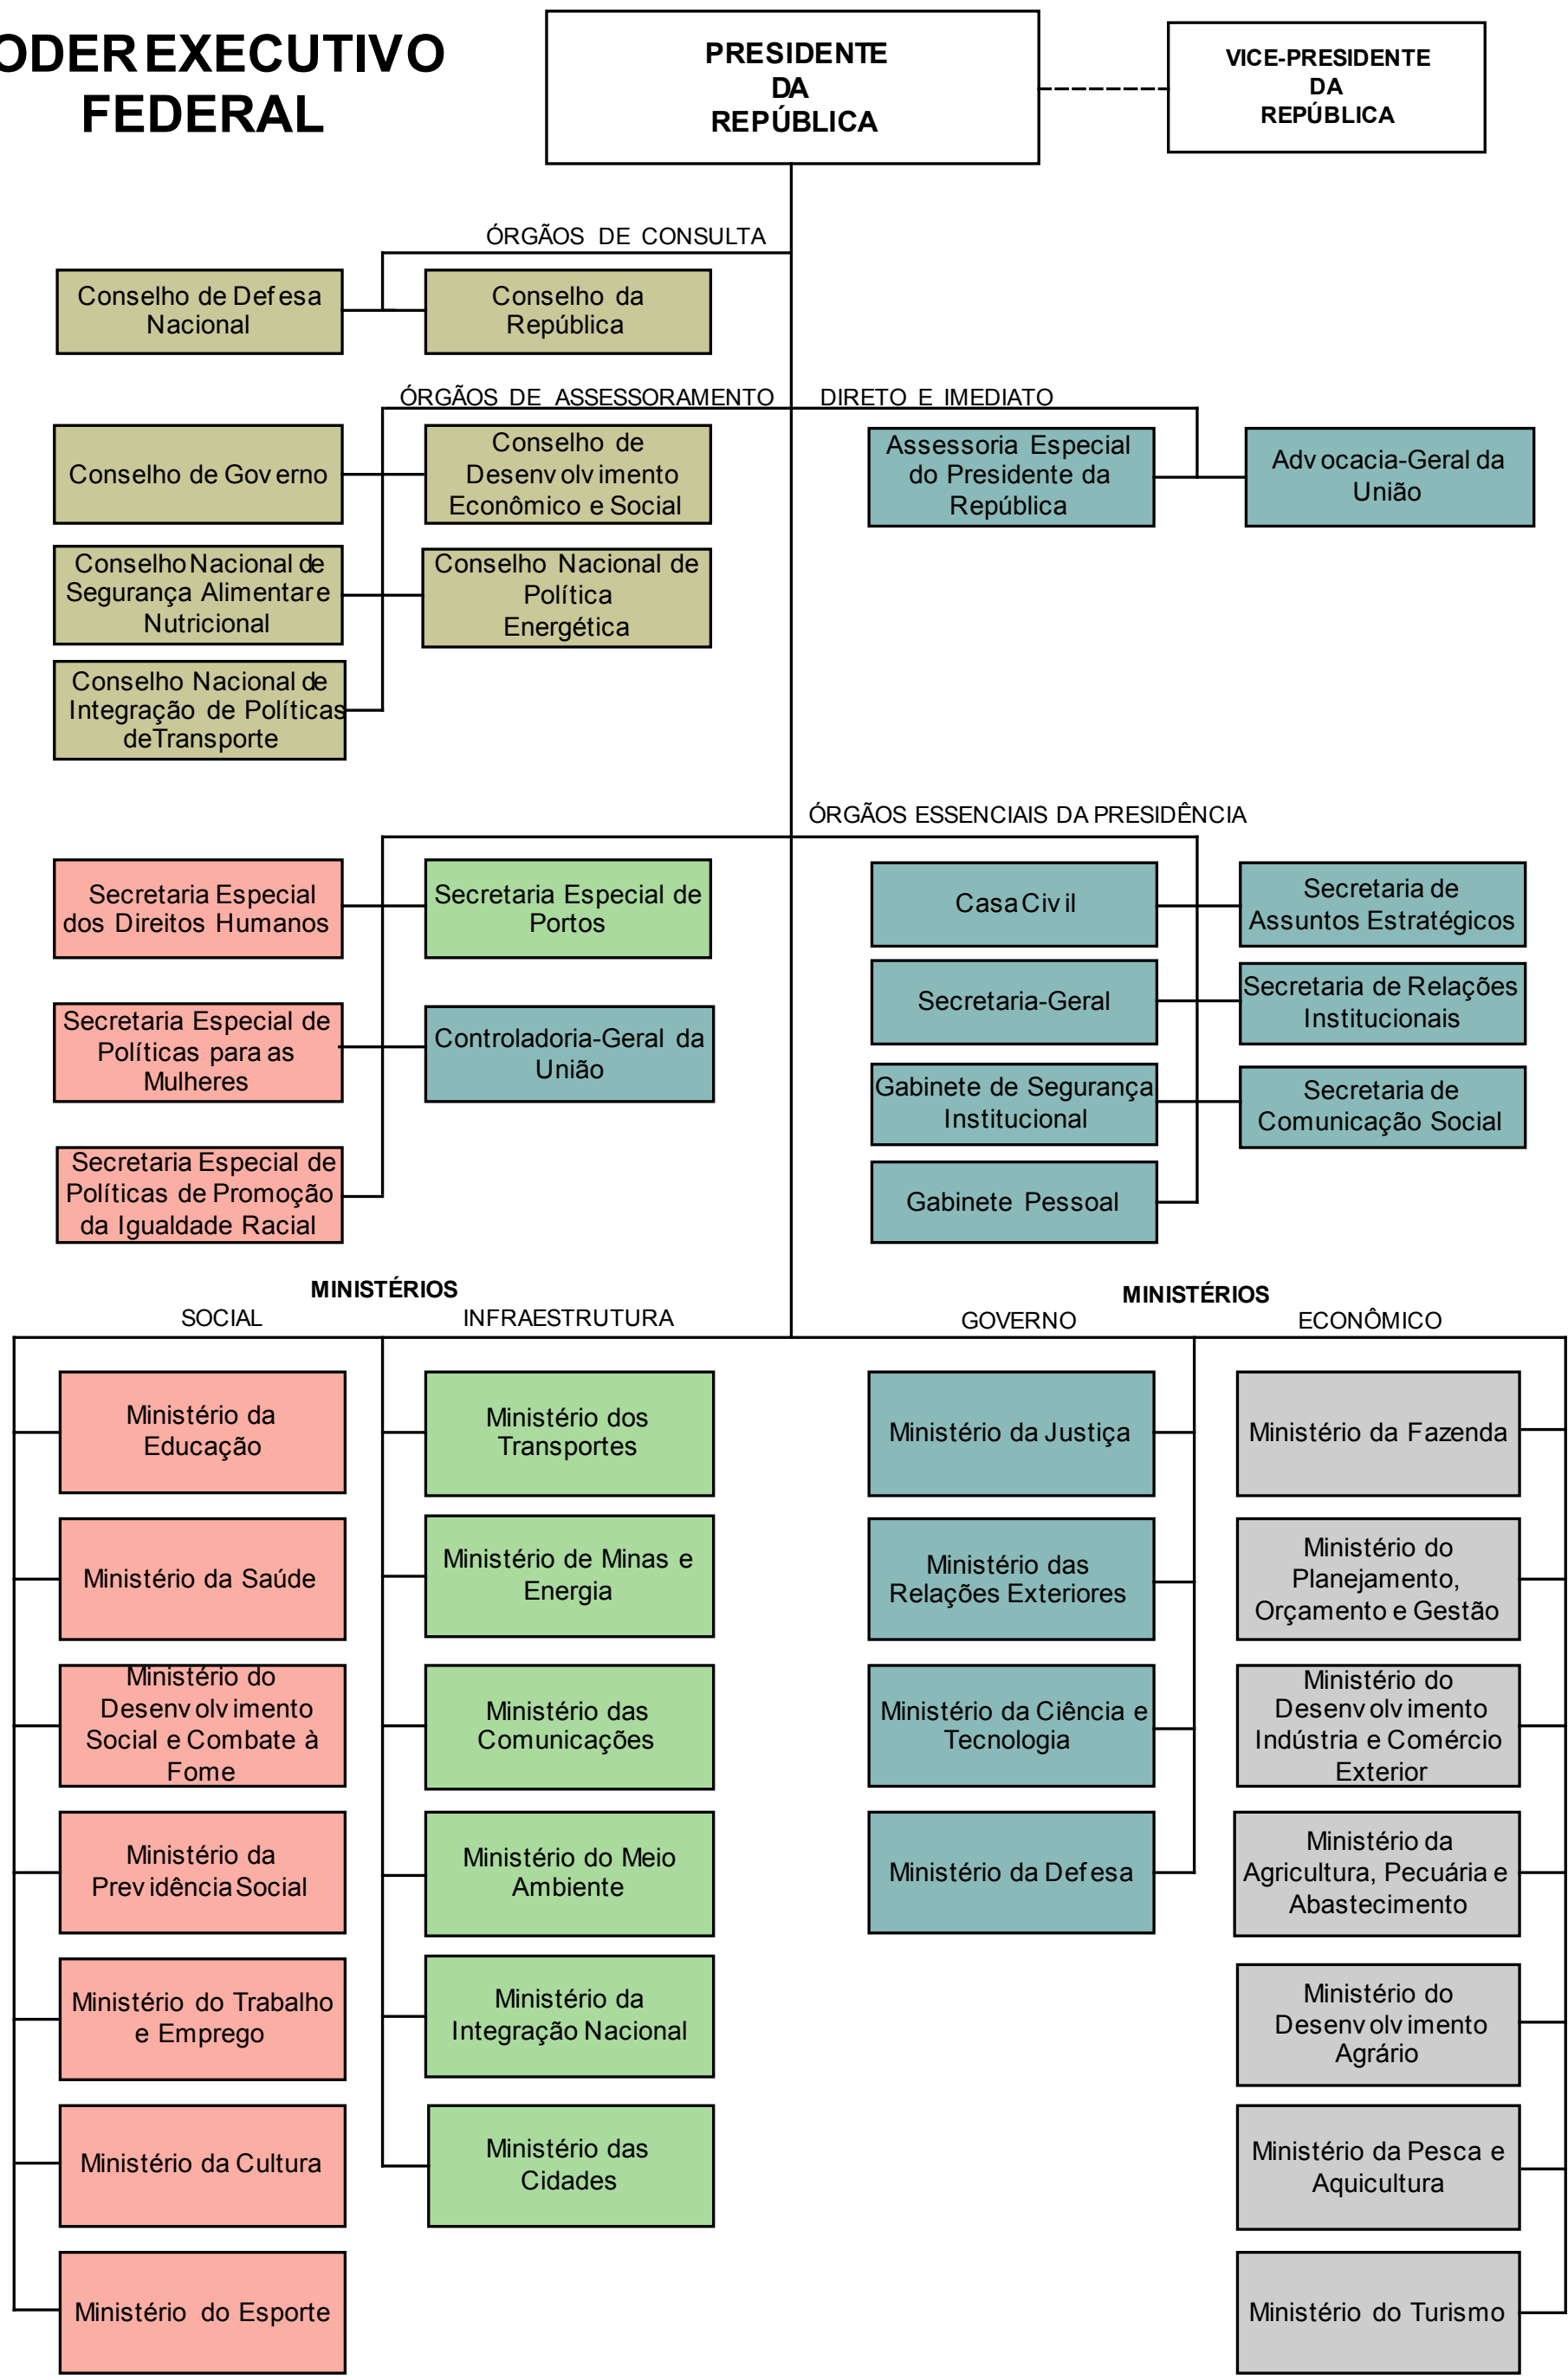 ODER EXECUTIVO
FEDERAL
PRESIDENTE
DA
REPÚBLICA
VICE-PRESIDENTE
DA
REPÚBLICA
ÓRGÃOS DE CONSULTA
Conselho de Defesa
Nacional
Conselho da
República
ÓRGÃOS DE ASSESSORAMENTO DIRETO E IMEDIATO
Conselho de Governo
Conselho de
Desenvolvimento
Econômico e Social
Assessoria Especial
do Presidente da
República
Advocacia-Geral da
União
Conselho Nacional de
Segurança Alimentar e
Nutricional
Conselho Nacional de
Política
Energética
Conselho Nacional de
Integração de Políticas
de Transporte
ÓRGÃOS ESSENCIAIS DA PRESIDÊNCIA
Secretaria Especial
dos Direitos Humanos
Secretaria Especial de
Portos
Casa Civil
Secretaria de
Assuntos Estratégicos
Secretaria Especial de
Políticas para as
Mulheres
Controladoria-Geral da
União
Secretaria-Geral
Secretaria de Relações
Institucionais
Gabinete de Segurança
Institucional
Secretaria de
Comunicação Social
Secretaria Especial de
Políticas de Promoção
da Igualdade Racial
Gabinete Pessoal
MINISTÉRIOS
SOCIAL
INFRAESTRUTURA
MINISTÉRIOS
GOVERNO
ECONÔMICO
Ministério da
Educação
Ministério dos
Transportes
Ministério da Justiça
Ministério da Fazenda
Ministério da Saúde
Ministério de Minas e
Energia
Ministério das
Relações Exteriores
Ministério do
Planejamento,
Orçamento e Gestão
Ministério do
Desenvolvimento
Social e Combate à
Fome
Ministério das
Comunicações
Ministério da Ciência e
Tecnologia
Ministério do
Desenvolvimento
Indústria e Comércio
Exterior
Ministério da
Previdência Social
Ministério do Meio
Ambiente
Ministério da Defesa
Ministério da
Agricultura, Pecuária e
Abastecimento
Ministério do Trabalho
e Emprego
Ministério da
Integração Nacional
Ministério do
Desenvolvimento
Agrário
Ministério da Cultura
Ministério das
Cidades
Ministério da Pesca e
Aquicultura
Ministério do Esporte
Ministério do Turismo